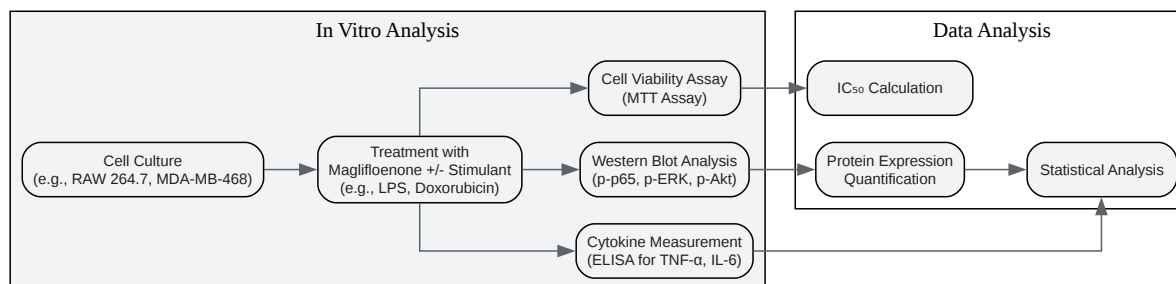 In Vitro Analysis
Data Analysis
Cell Viability Assay
(MTT Assay)
IC₅₀ Calculation
Cell Culture
(e.g., RAW 264.7, MDA-MB-468)
Treatment with
Maglifloenone +/- Stimulant
(e.g., LPS, Doxorubicin)
Western Blot Analysis
(p-p65, p-ERK, p-Akt)
Protein Expression
Quantification
Statistical Analysis
Cytokine Measurement
(ELISA for TNF-α, IL-6)